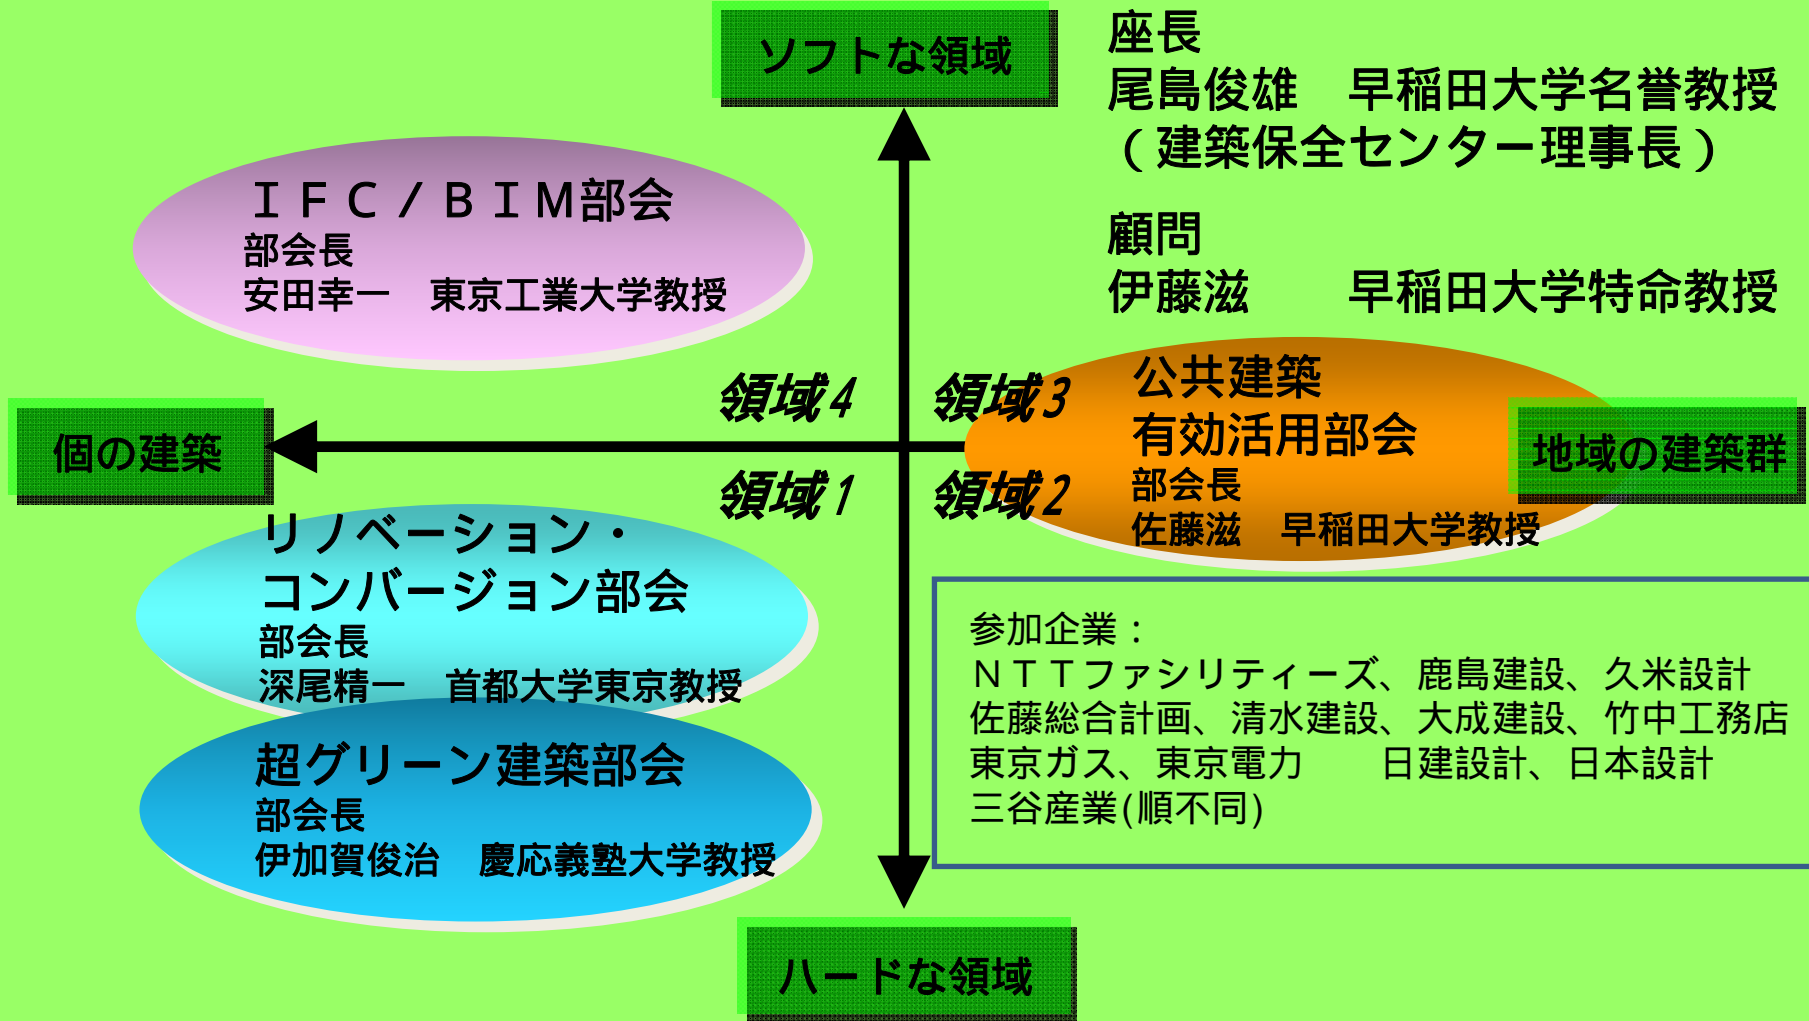 ソフトな領域
座長
尾島俊雄　早稲田大学名誉教授
（建築保全センター理事長）
顧問
伊藤滋　　早稲田大学特命教授
ＩＦＣ／ＢＩＭ部会
部会長
安田幸一　東京工業大学教授
領域4
領域3
公共建築
有効活用部会
部会長
佐藤滋　早稲田大学教授
個の建築
地域の建築群
領域1
領域2
リノベーション・
コンバージョン部会
部会長
深尾精一　首都大学東京教授
超グリーン建築部会
部会長
伊加賀俊治　慶応義塾大学教授
参加企業：
ＮＴＴファシリティーズ、鹿島建設、久米設計
佐藤総合計画、清水建設、大成建設、竹中工務店
東京ガス、東京電力　　日建設計、日本設計
三谷産業(順不同)
ハードな領域